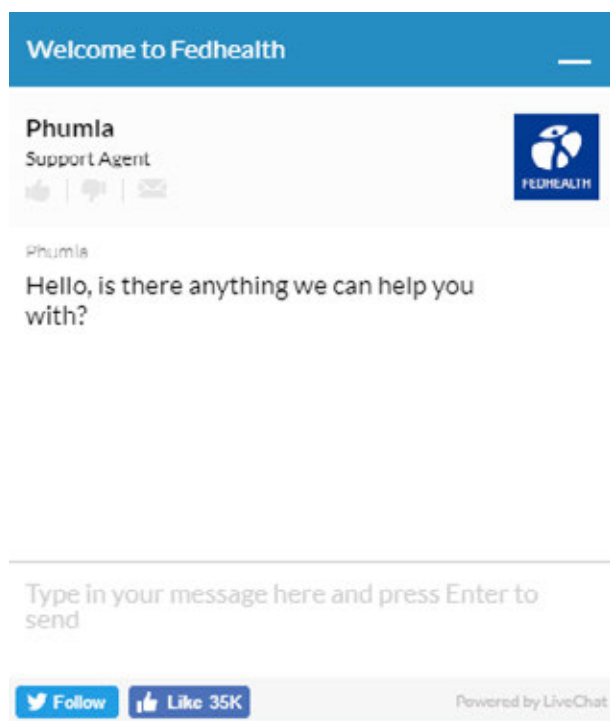 Welcome to Fedhealth
Phumla
Support Agent
FEDHEALTH
Phumla
Hello, is there anything we can help you
with?
Type in your message here and press Enter to
send
Follow
Like 35K
Powered by LiveChat